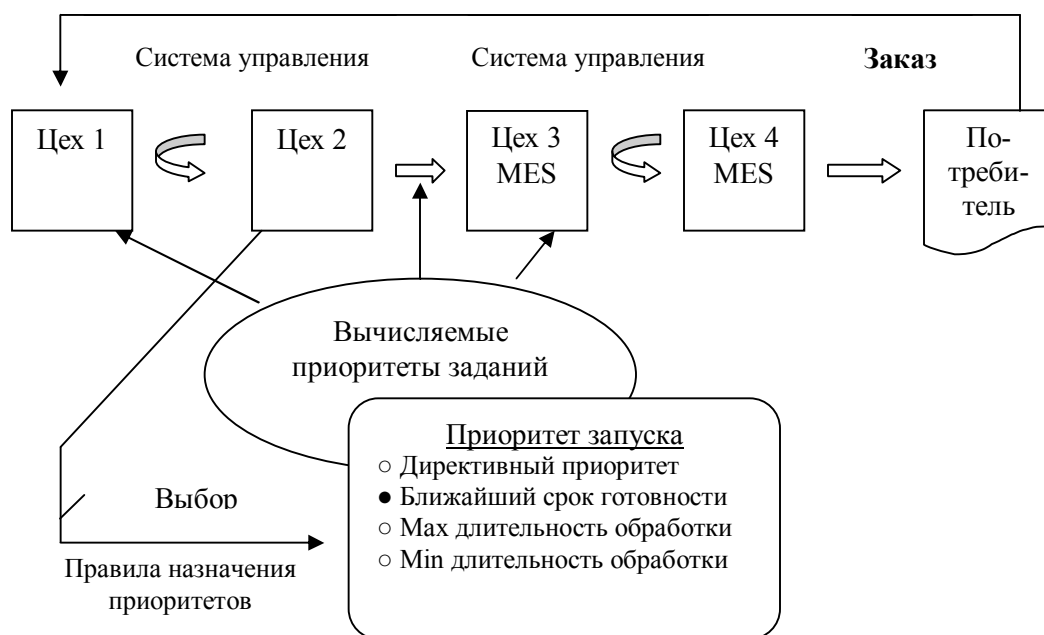 Система управления
Система управления
Заказ
Цех 1
Цех 2
Цех 3
MES
Цех 4
MES
По-
треби-
тель
Вычисляемые
приоритеты заданий
Приоритет запуска
○ Директивный приоритет
● Ближайший срок готовности
○ Max длительность обработки
○ Min длительность обработки
Выбор
Правила назначения
приоритетов